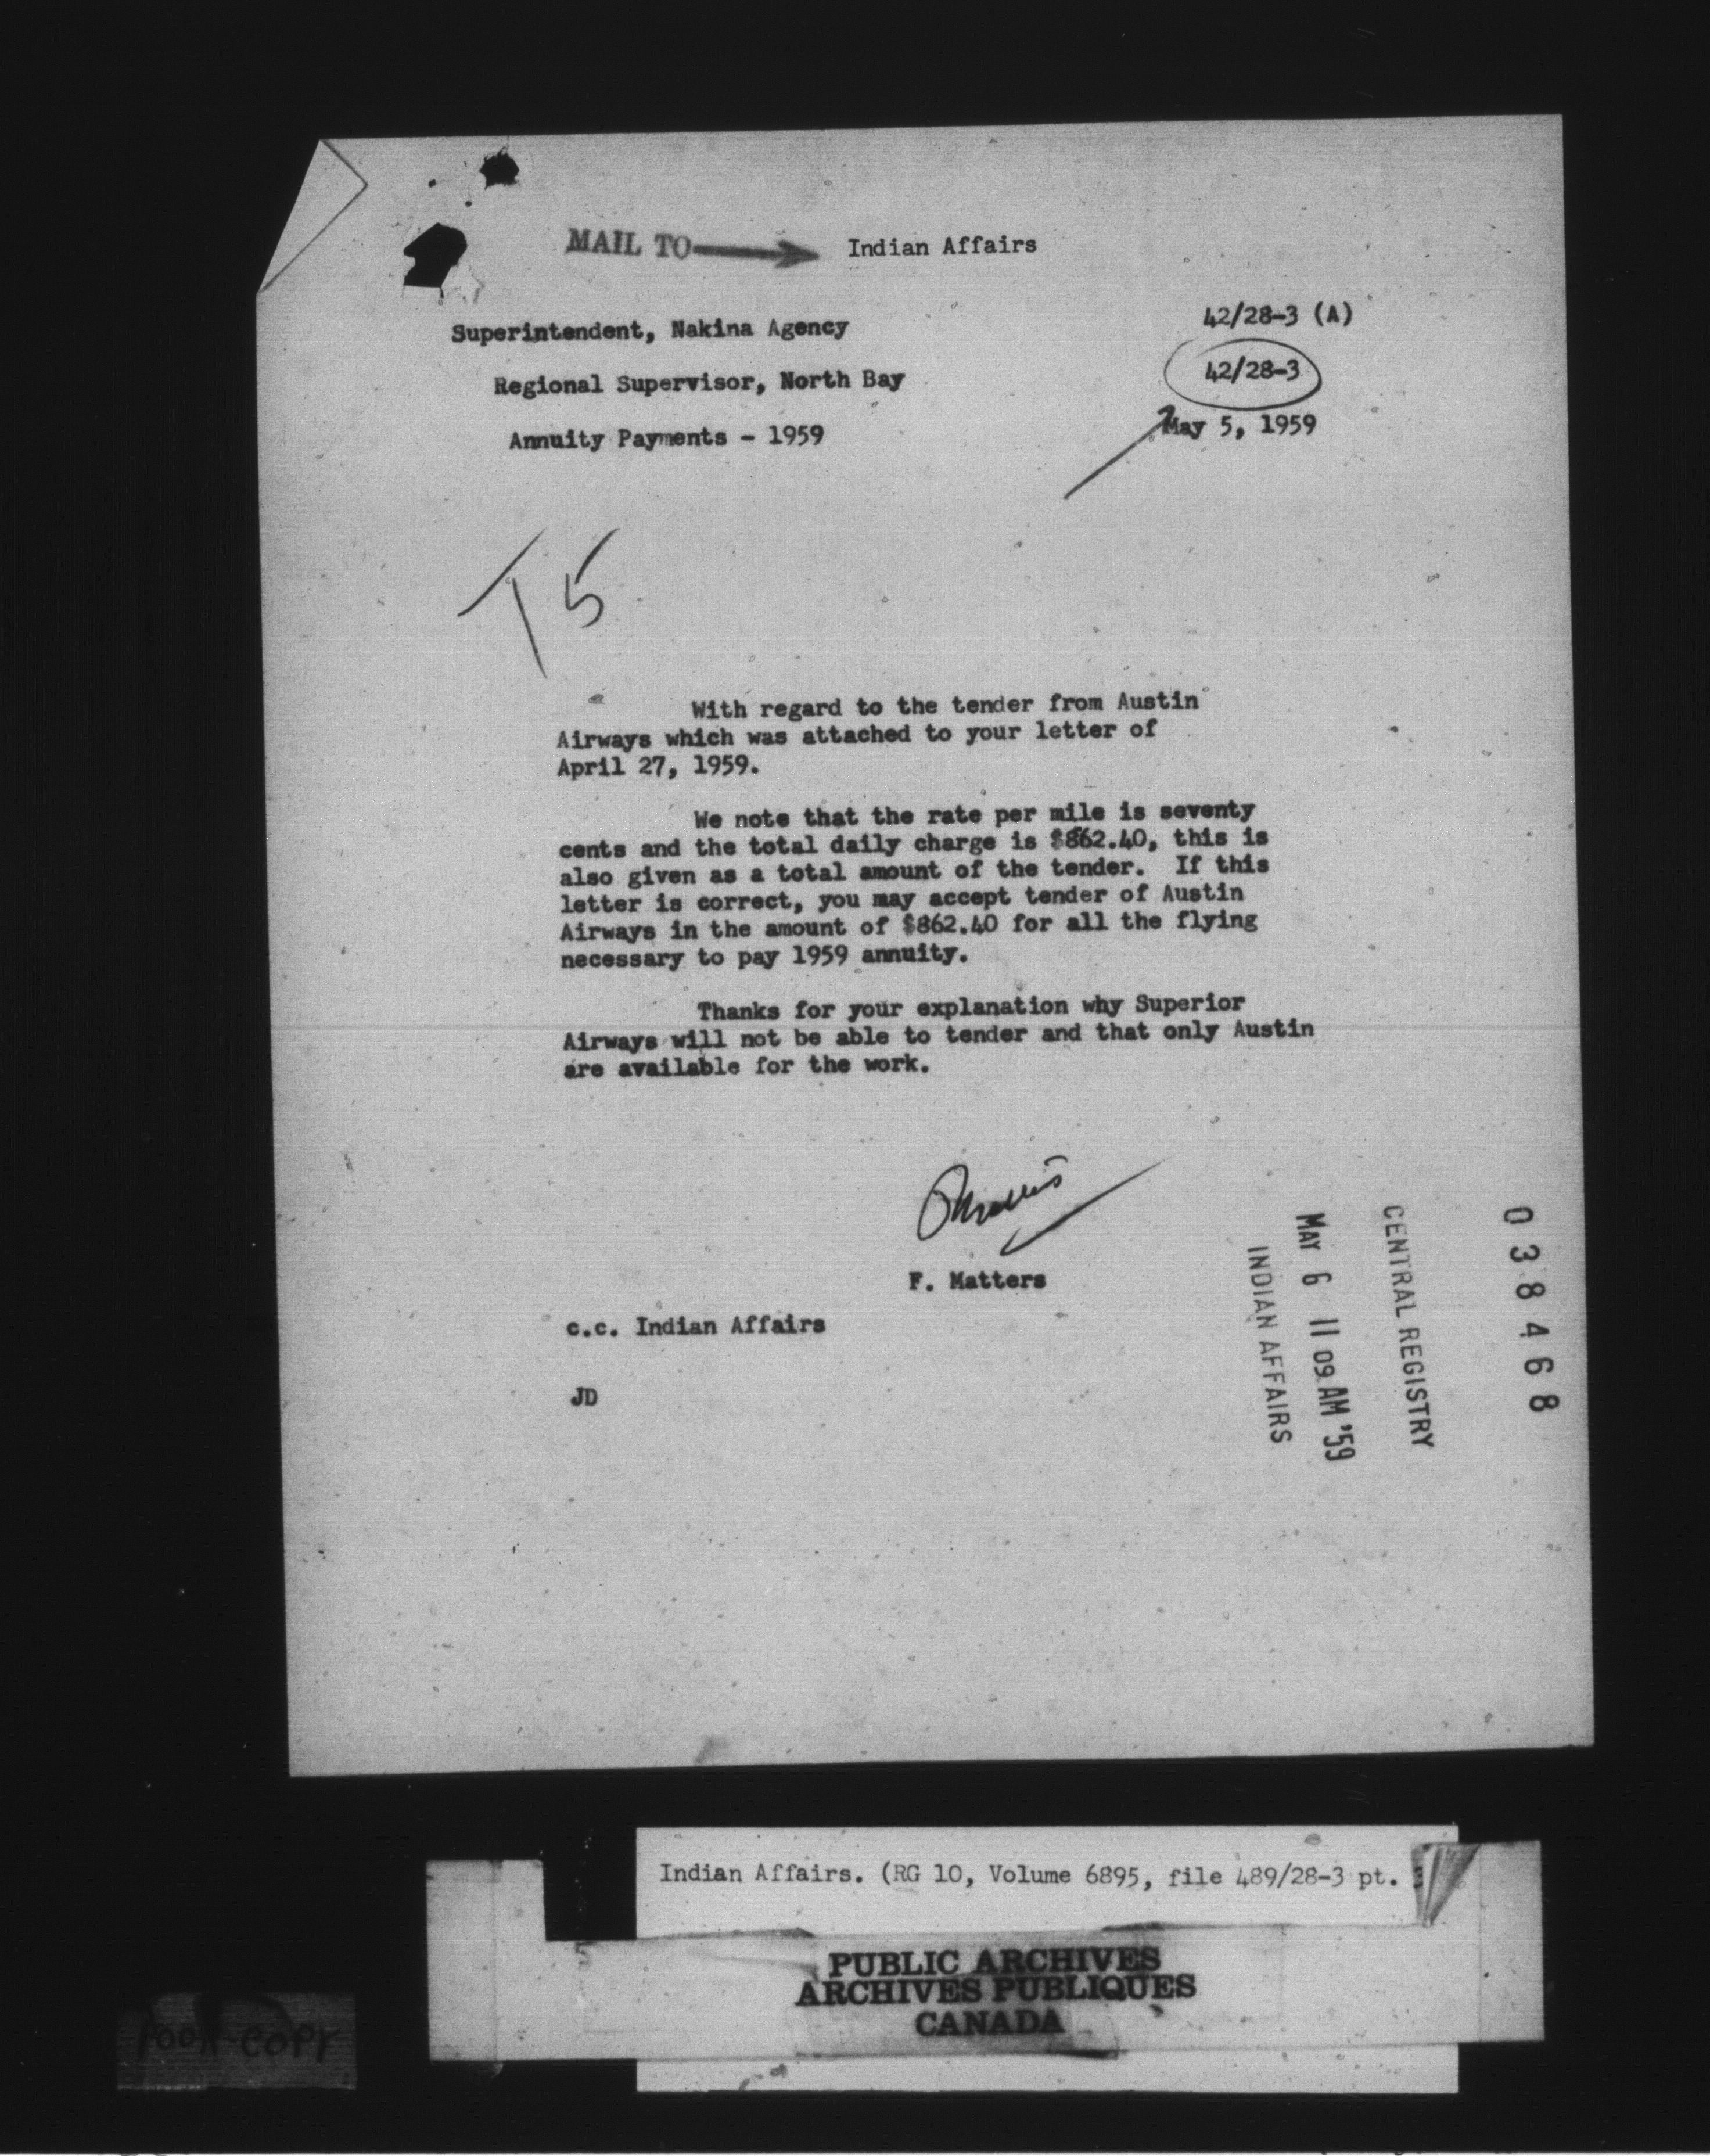 MAIL TO Indian Affairs
42/28-3 (A)
Superintendent, Nakina Agency
42/28-3
Regional Supervisor, North Bay
May 5, 1959
Annuity Payments - 1959
T5
With regard to the tender from Austin
Airways which was attached to your letter of
April 27, 1959.
We note that the rate per mile is seventy
cents and the total daily charge is $862.40, this is
also given as a total amount of the tender. If this
letter is correct, you may accept tender of Austin
Airways in the amount of $862.40 for all the flying
necessary to pay 1959 annuity.
Thanks for your explanation why Superior
Airways will not be able to tender and that only Austin
are available for the work.
F. Matters
c.c. Indian Affairs
JD
038468
CENTRAL REGISTRY
MAY 6 11 09 AM '59
INDIAN AFFAIRS
Indian Affairs. (RG 10, Volume 6895, file 489/28-3 pt.
PUBLIC ARCHIVES
ARCHIVES PUBLIQUES
CANADA
POOR COPY